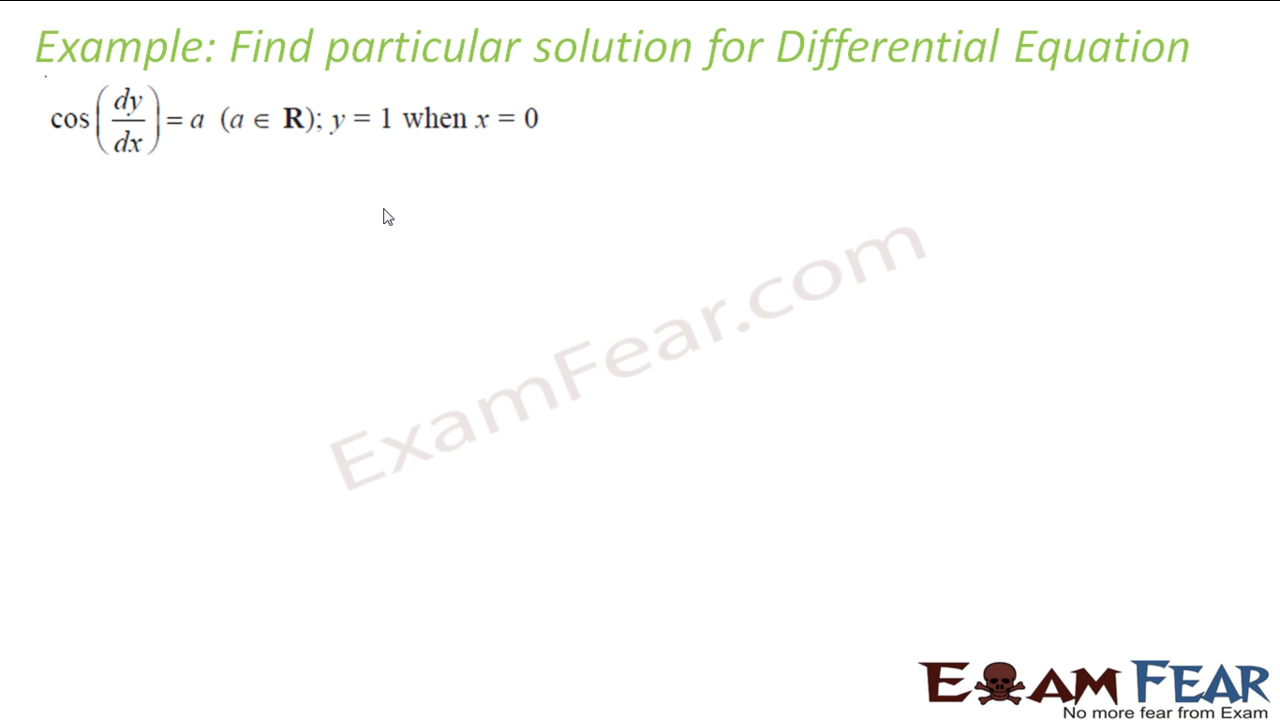 Example: Find particular solution for Differential Equation
cos(dy/dx) = a (a ∈ R); y = 1 when x = 0
ExamFear.com
EXAM FEAR
No more fear from Exam